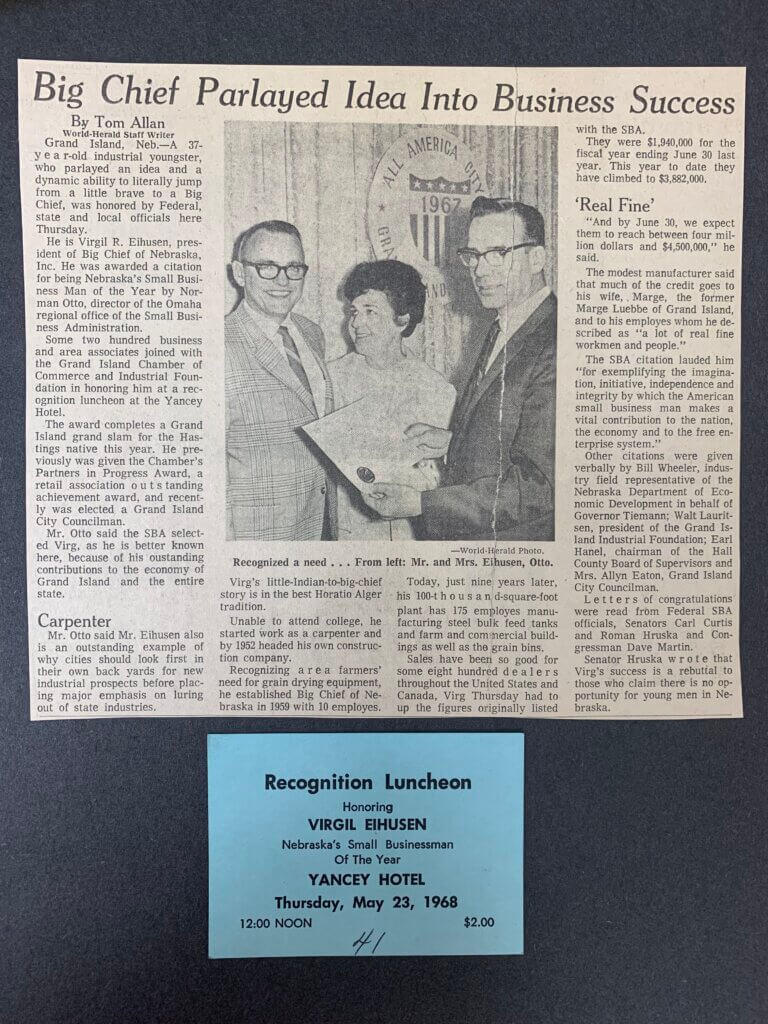 Big Chief Parlayed Idea Into Business Success
By Tom Allan
World-Herald Staff Writer
Grand Island, Neb.—A 37-
year-old industrial youngster,
who parlayed an idea and a
dynamic ability to literally jump
from a little brave to a Big
Chief, was honored by Federal,
state and local officials here
Thursday.
He is Virgil R. Eihusen, pres-
ident of Big Chief of Nebraska,
Inc. He was awarded a citation
for being Nebraska's Small Busi-
ness Man of the Year by Nor-
man Otto, director of the Omaha
regional office of the Small Busi-
ness Administration.
Some two hundred business
and area associates joined with
the Grand Island Chamber of
Commerce and Industrial Foun-
dation in honoring him at a rec-
ognition luncheon at the Yancey
Hotel.
The award completes a Grand
Island grand slam for the Has-
tings native this year. He pre-
viously was given the Chamber's
Partners in Progress Award, a
retail association outstanding
achievement award, and recent-
ly was elected a Grand Island
City Councilman.
Mr. Otto said the SBA select-
ed Virg, as he is better known
here, because of his oustanding
contributions to the economy of
Grand Island and the entire
state.
Carpenter
Mr. Otto said Mr. Eihusen also
is an outstanding example of
why cities should look first in
their own back yards for new
industrial prospects before plac-
ing major emphasis on luring
out of state industries.
ALL AMERICA CITY
1967
—World-Herald Photo.
Recognized a need . . . From left: Mr. and Mrs. Eihusen, Otto.
Virg's little-Indian-to-big-chief
story is in the best Horatio Alger
tradition.
Unable to attend college, he
started work as a carpenter and
by 1952 headed his own construc-
tion company.
Recognizing area farmers'
need for grain drying equipment,
he established Big Chief of Ne-
braska in 1959 with 10 employes.
Today, just nine years later,
his 100-thousand-square-foot
plant has 175 employes manu-
facturing steel bulk feed tanks
and farm and commercial build-
ings as well as the grain bins.
Sales have been so good for
some eight hundred dealers
throughout the United States and
Canada, Virg Thursday had to
up the figures originally listed
with the SBA.
They were $1,940,000 for the
fiscal year ending June 30 last
year. This year to date they
have climbed to $3,882,000.
'Real Fine'
"And by June 30, we expect
them to reach between four mil-
lion dollars and $4,500,000," he
said.
The modest manufacturer said
that much of the credit goes to
his wife, Marge, the former
Marge Luebbe of Grand Island,
and to his employes whom he de-
scribed as "a lot of real fine
workmen and people."
The SBA citation lauded him
"for exemplifying the imagina-
tion, initiative, independence and
integrity by which the American
small business man makes a
vital contribution to the nation,
the economy and to the free en-
terprise system."
Other citations were given
verbally by Bill Wheeler, indus-
try field representative of the
Nebraska Department of Eco-
nomic Development in behalf of
Governor Tiemann; Walt Laurit-
sen, president of the Grand Is-
land Industrial Foundation; Earl
Hanel, chairman of the Hall
County Board of Supervisors and
Mrs. Allyn Eaton, Grand Island
City Councilman.
Letters of congratulations
were read from Federal SBA
officials, Senators Carl Curtis
and Roman Hruska and Con-
gressman Dave Martin.
Senator Hruska wrote that
Virg's success is a rebuttal to
those who claim there is no op-
portunity for young men in Ne-
braska.
Recognition Luncheon
Honoring
VIRGIL EIHUSEN
Nebraska's Small Businessman
Of The Year
YANCEY HOTEL
Thursday, May 23, 1968
12:00 NOON $2.00
41